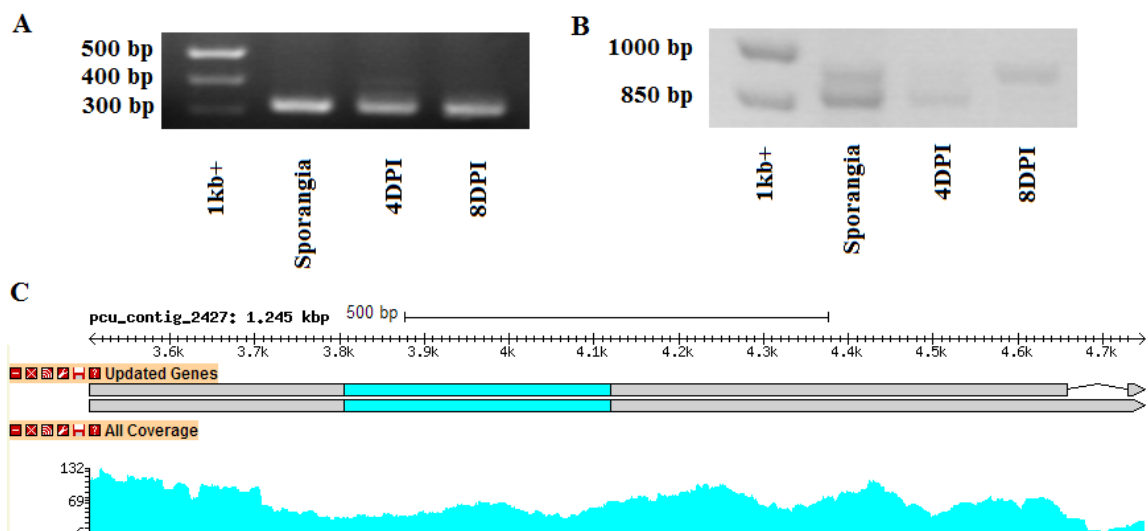 A
500 bp
400 bp
300 bp
1kb+
Sporangia
4DPI
8DPI
B
1000 bp
850 bp
1kb+
Sporangia
4DPI
8DPI
C
pcu_contig_2427: 1.245 kbp
500 bp
3.6k 3.7k 3.8k 3.9k 4k 4.1k 4.2k 4.3k 4.4k 4.5k 4.6k 4.7k
Updated Genes
All Coverage
132
69